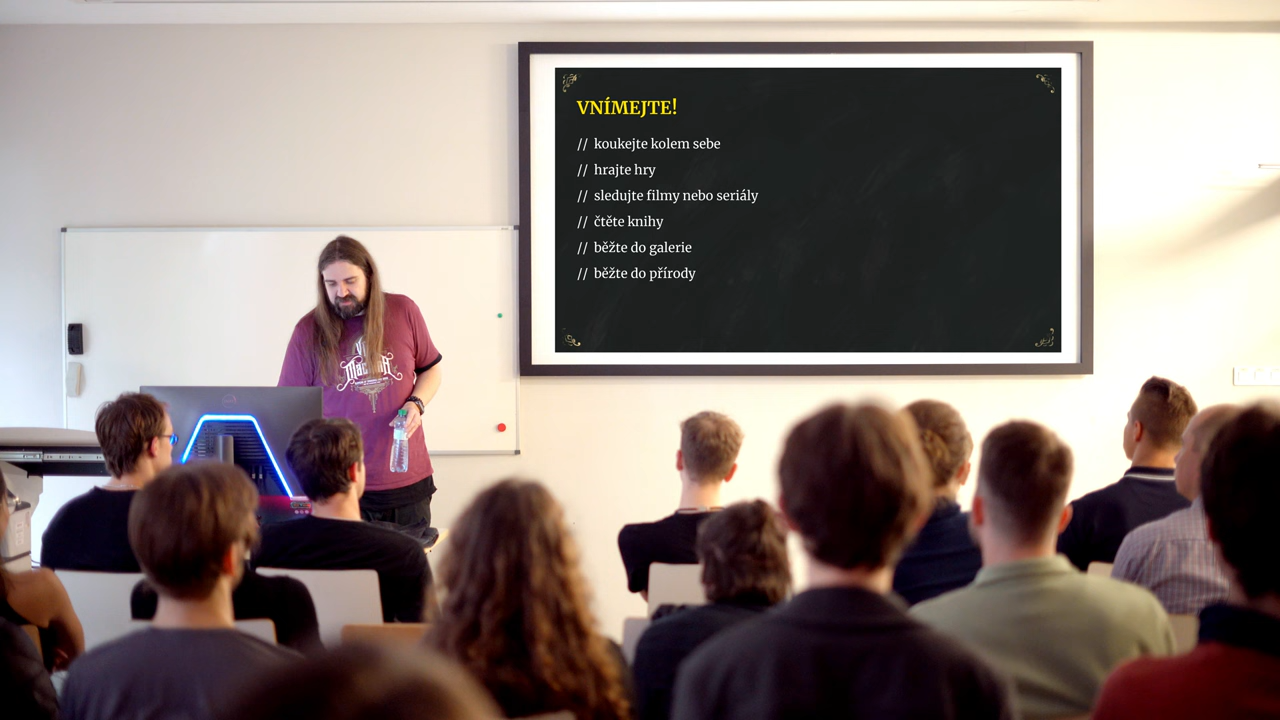 VNÍMEJTE!
// koukejte kolem sebe
// hrajte hry
// sledujte filmy nebo seriály
// čtěte knihy
// běžte do galerie
// běžte do přírody